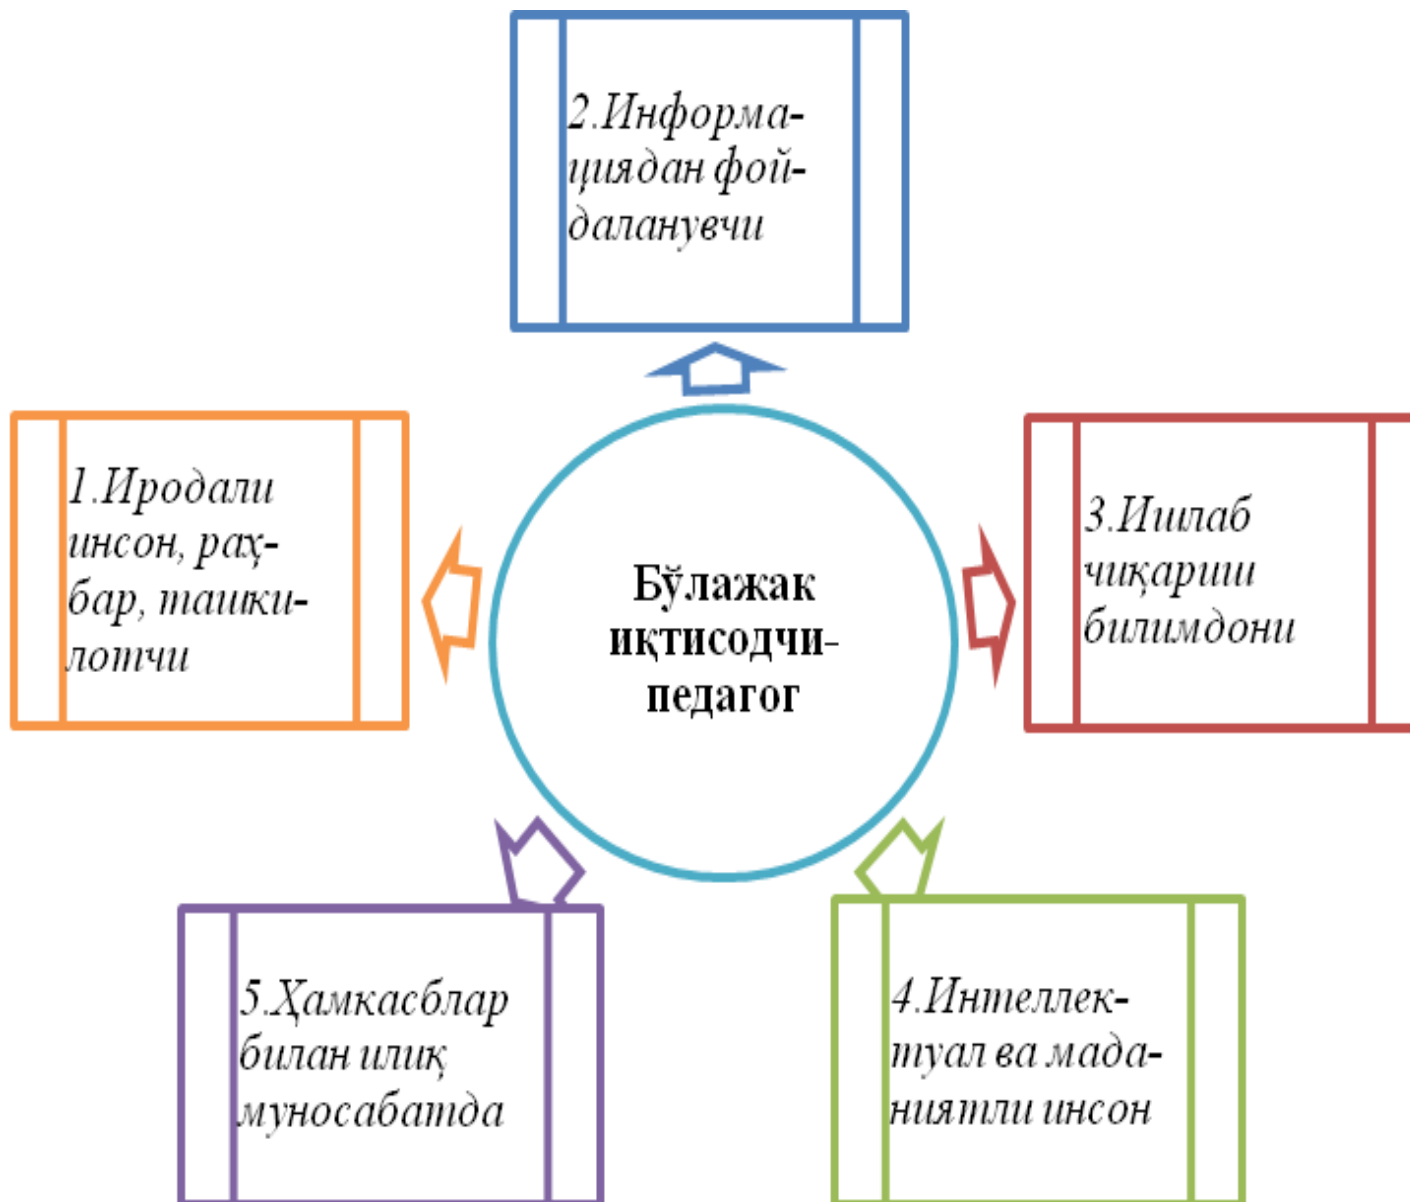 2.Информа-
циядан фой-
даланувчи
1.Иродали
инсон, раҳ-
бар, ташки-
лотчи
Бўлажак
иқтисодчи-
педагог
3.Ишлаб
чиқариш
билимдони
5.Ҳамкасблар
билан илиқ
муносабатда
4.Интеллек-
туал ва мада-
ниятли инсон